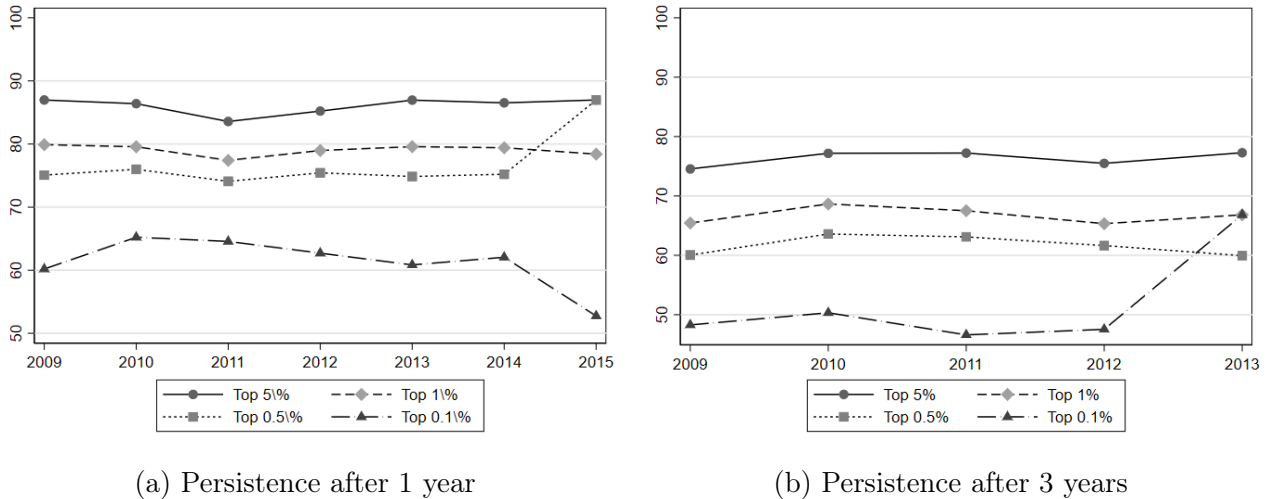 100
90
80
70
60
50
2009 2010 2011 2012 2013 2014 2015
Top 5\% Top 1\%
Top 0.5\% Top 0.1\%
(a) Persistence after 1 year
100
90
80
70
60
50
2009 2010 2011 2012 2013
Top 5% Top 1%
Top 0.5% Top 0.1%
(b) Persistence after 3 years